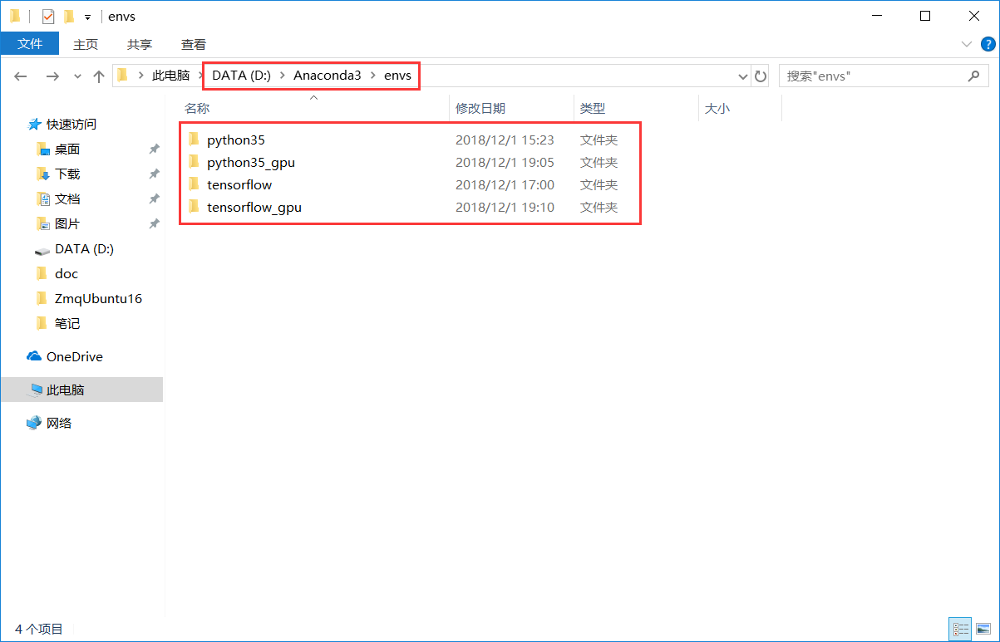 envs
文件 主页 共享 查看
此电脑 DATA (D:) Anaconda3 envs 搜索"envs"
名称 修改日期 类型 大小
快速访问
桌面
下载
文档
图片
DATA (D:)
doc
ZmqUbuntu16
笔记
OneDrive
此电脑
网络
python35 2018/12/1 15:23 文件夹
python35_gpu 2018/12/1 19:05 文件夹
tensorflow 2018/12/1 17:00 文件夹
tensorflow_gpu 2018/12/1 19:10 文件夹
4 个项目